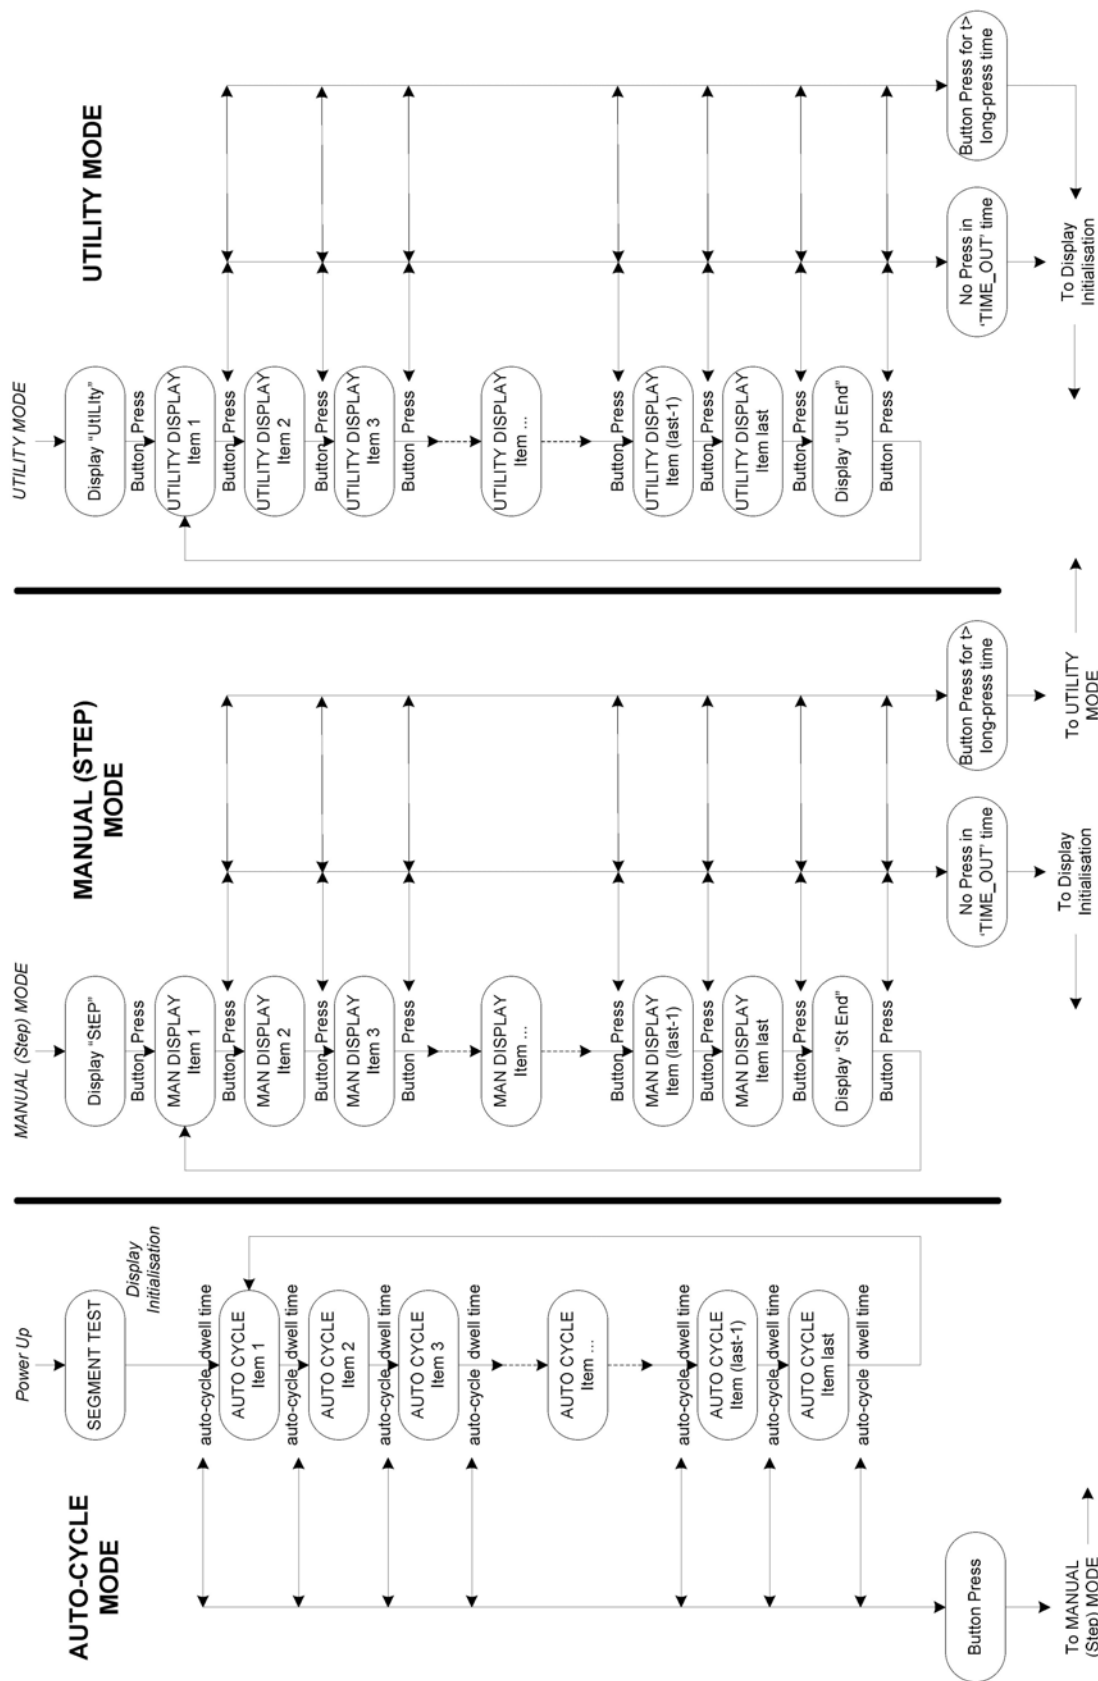 AUTO-CYCLE
MODE
Power Up
SEGMENT TEST
Display
Initialisation
auto-cycle dwell time
AUTO CYCLE
Item 1
auto-cycle dwell time
AUTO CYCLE
Item 2
auto-cycle dwell time
AUTO CYCLE
Item 3
auto-cycle dwell time
AUTO CYCLE
Item ...
auto-cycle dwell time
AUTO CYCLE
Item (last-1)
auto-cycle dwell time
AUTO CYCLE
Item last
auto-cycle dwell time
Button Press
To MANUAL
(Step) MODE
MANUAL (STEP)
MODE
MANUAL (Step) MODE
Display “StEP”
Button Press
MAN DISPLAY
Item 1
Button Press
MAN DISPLAY
Item 2
Button Press
MAN DISPLAY
Item 3
Button Press
MAN DISPLAY
Item ...
Button Press
MAN DISPLAY
Item (last-1)
Button Press
MAN DISPLAY
Item last
Button Press
Display “St End”
Button Press
No Press in
‘TIME_OUT’ time
To Display
Initialisation
Button Press for t>
long-press time
To UTILITY
MODE
UTILITY MODE
UTILITY MODE
Display “UtiLIty”
Button Press
UTILITY DISPLAY
Item 1
Button Press
UTILITY DISPLAY
Item 2
Button Press
UTILITY DISPLAY
Item 3
Button Press
UTILITY DISPLAY
Item ...
Button Press
UTILITY DISPLAY
Item (last-1)
Button Press
UTILITY DISPLAY
Item last
Button Press
Display “Ut End”
Button Press
No Press in
‘TIME_OUT’ time
Button Press for t>
long-press time
To Display
Initialisation